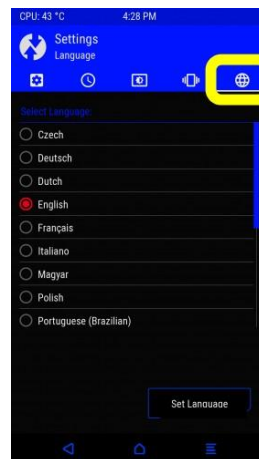 CPU: 43 °C 4:28 PM
Settings
Language
Select Language:
Czech
Deutsch
Dutch
English
Français
Italiano
Magyar
Polish
Portuguese (Brazilian)
Set Language